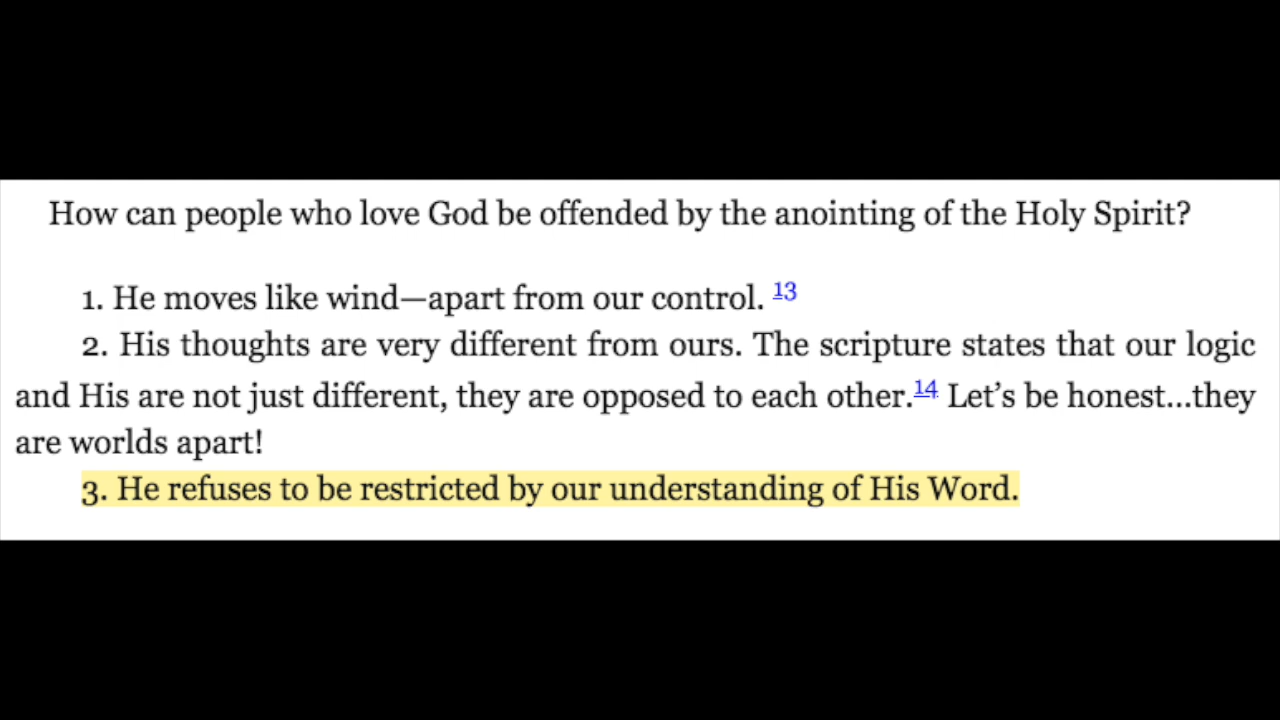 How can people who love God be offended by the anointing of the Holy Spirit?
1. He moves like wind—apart from our control. 13
2. His thoughts are very different from ours. The scripture states that our logic
and His are not just different, they are opposed to each other.14 Let's be honest...they
are worlds apart!
3. He refuses to be restricted by our understanding of His Word.